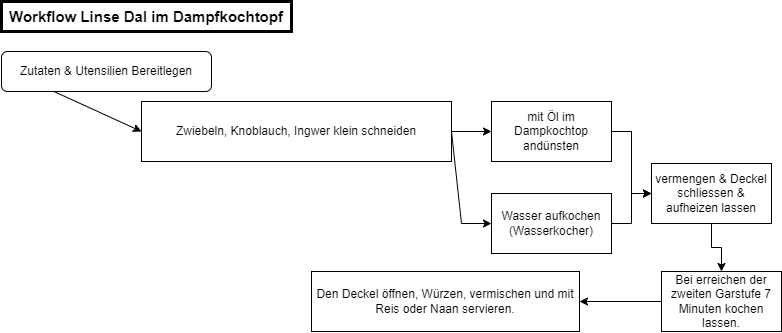 Workflow Linse Dal im Dampfkochtopf
Zutaten & Utensilien Bereitlegen
Zwiebeln, Knoblauch, Ingwer klein schneiden
mit Öl im
Dampkochtop
andünsten
Wasser aufkochen
(Wasserkocher)
vermengen & Deckel
schliessen &
aufheizen lassen
Bei erreichen der
zweiten Garstufe 7
Minuten kochen
lassen.
Den Deckel öffnen, Würzen, vermischen und mit
Reis oder Naan servieren.